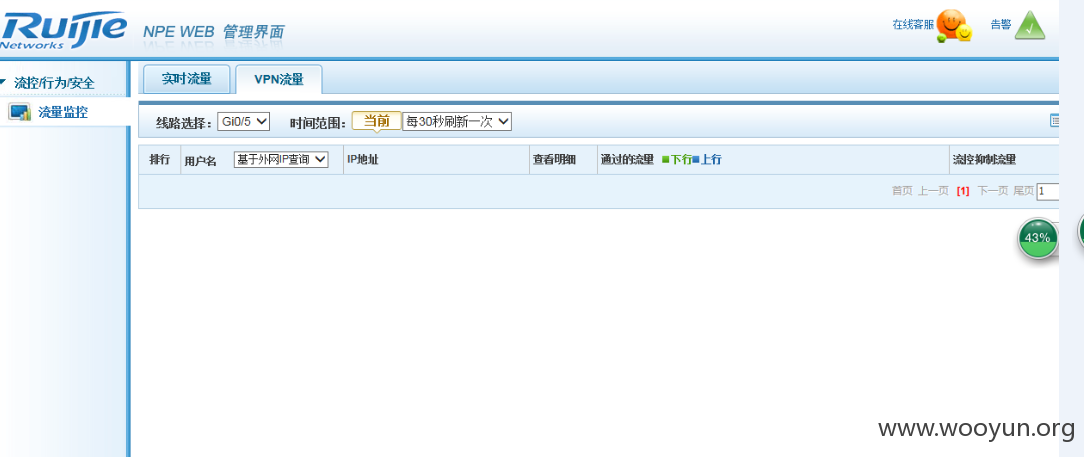 Ruijie NPE WEB 管理界面 在线客服 告警
Networks
流控/行为/安全 实时流量 VPN流量
流量监控
线路选择： Gi0/5 时间范围： 当前 每30秒刷新一次
排行 用户名 基于外网IP查询 IP地址 查看明细 通过的流量 下行 上行 流控抑制流量
首页 上一页 [1] 下一页 尾页 1
43%
www.wooyun.org